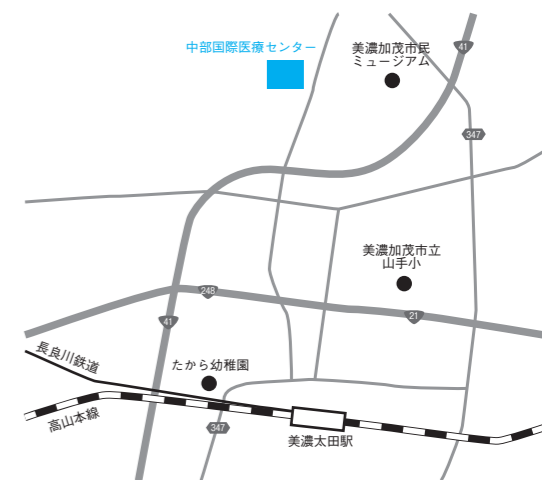 中部国際医療センター
美濃加茂市民
ミュージアム
41
347
美濃加茂市立
山手小
248
21
41
長良川鉄道
たから幼稚園
高山本線
347
美濃太田駅